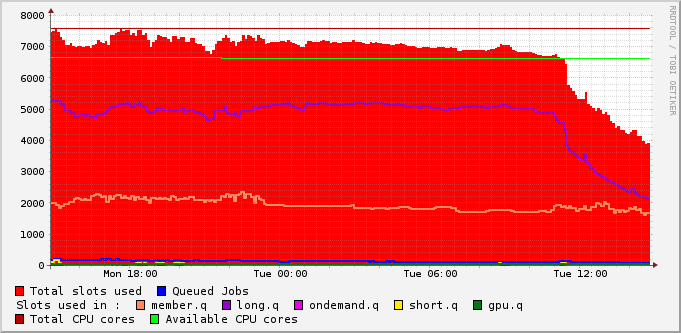 8000
7000
6000
5000
4000
3000
2000
1000
0
Mon 18:00 Tue 00:00 Tue 06:00 Tue 12:00
Total slots used Queued Jobs
Slots used in : member.q long.q ondemand.q short.q gpu.q
Total CPU cores Available CPU cores
RRDTOOL / TOBI OETIKER